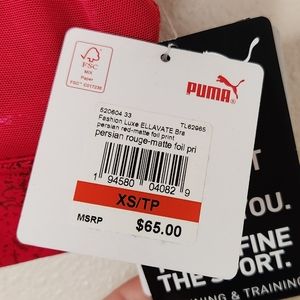 FSC
MIX
Paper
PUMA
520604 33
TL62965
Fashion Luxe ELLAVATE Bra
persian red-matte foil print
persian rouge-matte foil pri
1 94580 04082 9
XS/TP
MSRP $65.00
YOU.
FINE
THE SPORT.
& TRAINING